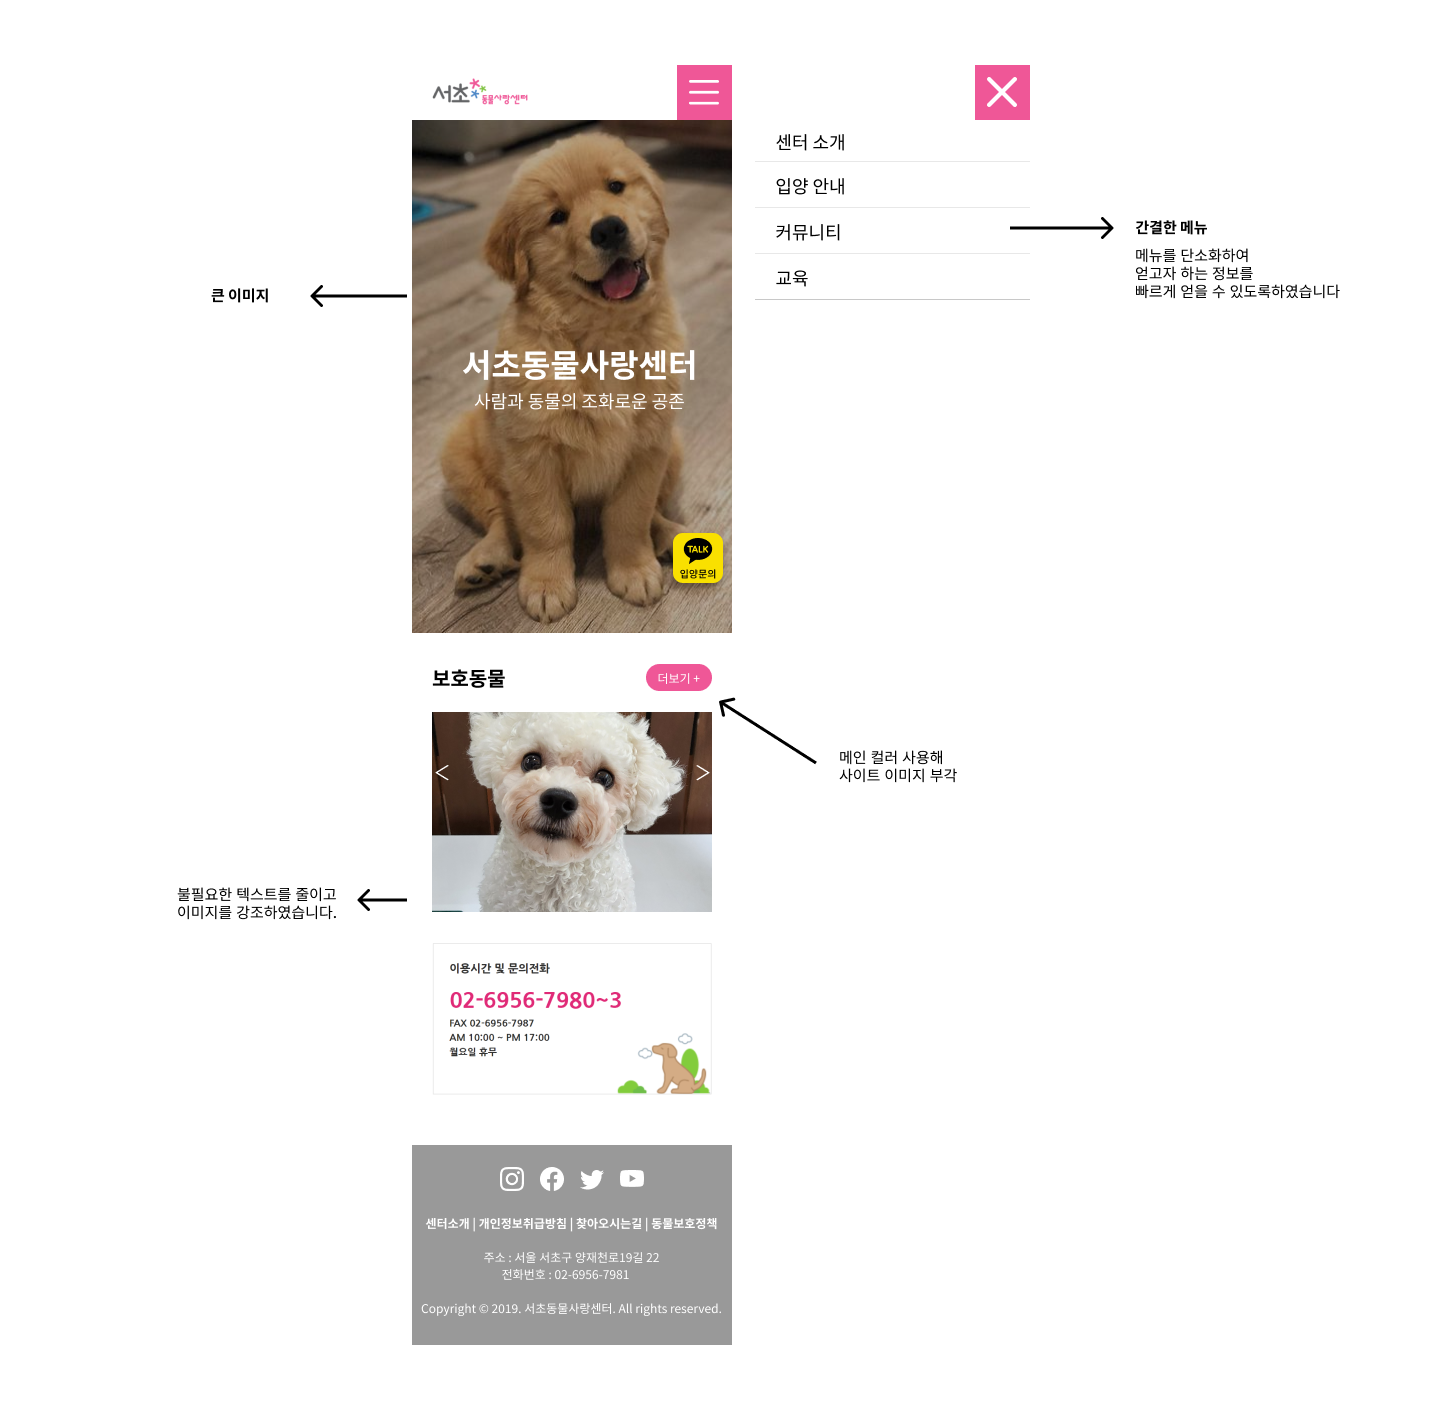 서초 동물사랑센터
센터 소개
입양 안내
커뮤니티
교육
간결한 메뉴
메뉴를 단소화하여
얻고자 하는 정보를
빠르게 얻을 수 있도록하였습니다
큰 이미지
서초동물사랑센터
사람과 동물의 조화로운 공존
TALK
입양문의
보호동물
더보기 +
<
>
메인 컬러 사용해
사이트 이미지 부각
불필요한 텍스트를 줄이고
이미지를 강조하였습니다.
이용시간 및 문의전화
02-6956-7980~3
FAX 02-6956-7987
AM 10:00 ~ PM 17:00
월요일 휴무
센터소개 | 개인정보취급방침 | 찾아오시는길 | 동물보호정책
주소 : 서울 서초구 양재천로19길 22
전화번호 : 02-6956-7981
Copyright © 2019. 서초동물사랑센터. All rights reserved.